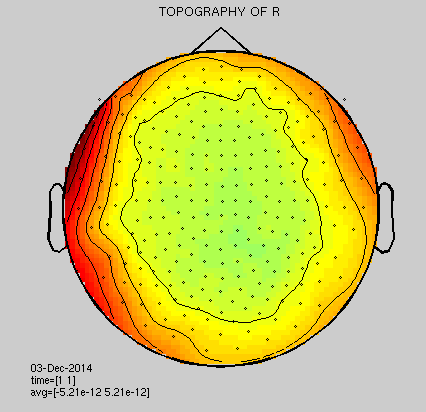 TOPOGRAPHY OF R
03-Dec-2014
time=[1 1]
avg=[-5.21e-12 5.21e-12]